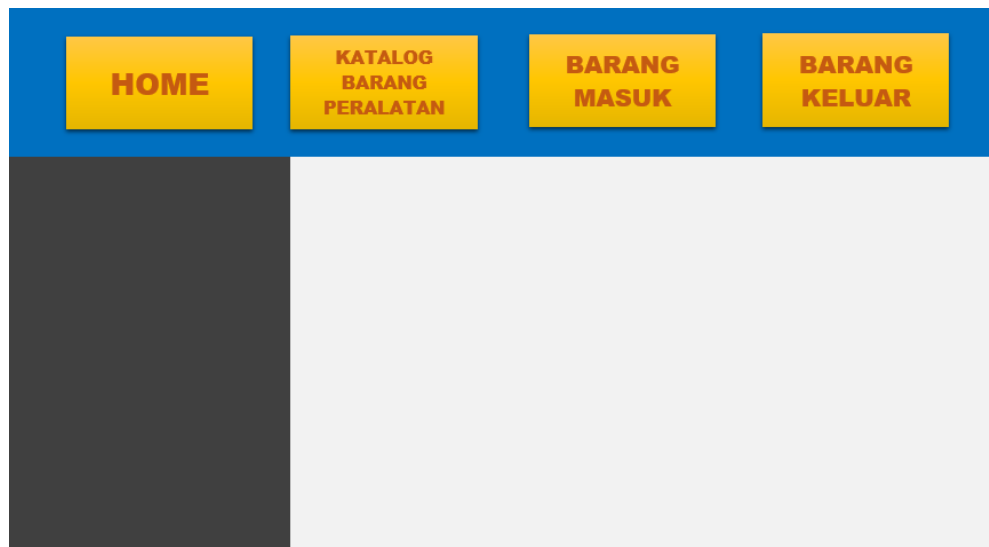 HOME
KATALOG
BARANG
PERALATAN
BARANG
MASUK
BARANG
KELUAR